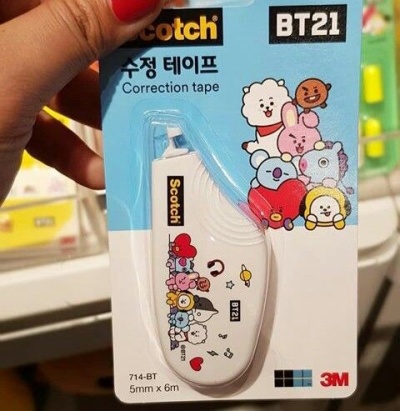 Scotch
BT21
수정 테이프
Correction tape
Scotch
BT21
714-BT
5mm x 6m
3M